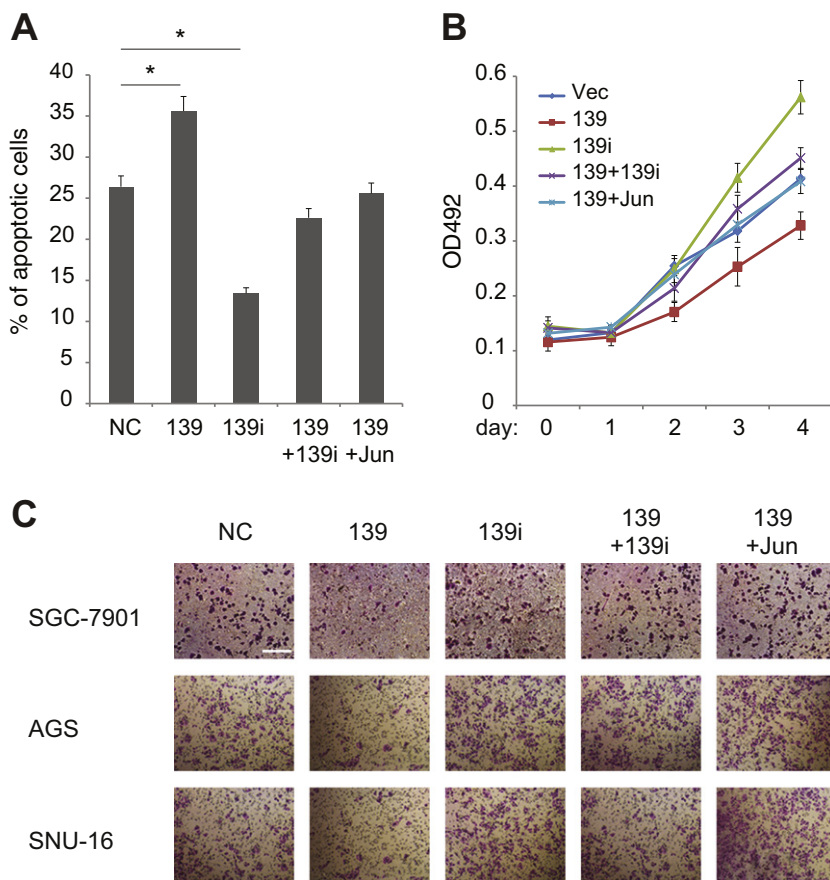 A
*
*
% of apoptotic cells
40
35
30
25
20
15
10
5
0
NC 139 139i 139 139
+139i +Jun
B
OD492
0.6
0.5
0.4
0.3
0.2
0.1
0
Vec
139
139i
139+139i
139+Jun
day: 0 1 2 3 4
C
NC 139 139i 139 139
+139i +Jun
SGC-7901
AGS
SNU-16